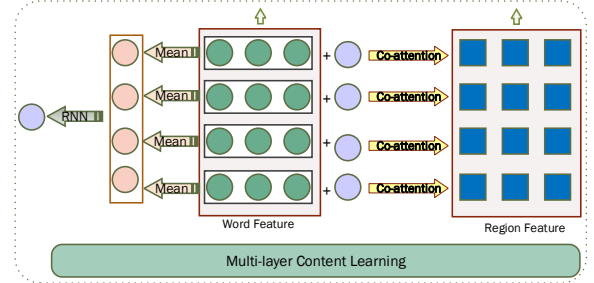 Mean + Co-attention
Mean + Co-attention
RNN
Mean + Co-attention
Mean + Co-attention
Word Feature
Region Feature
Multi-layer Content Learning